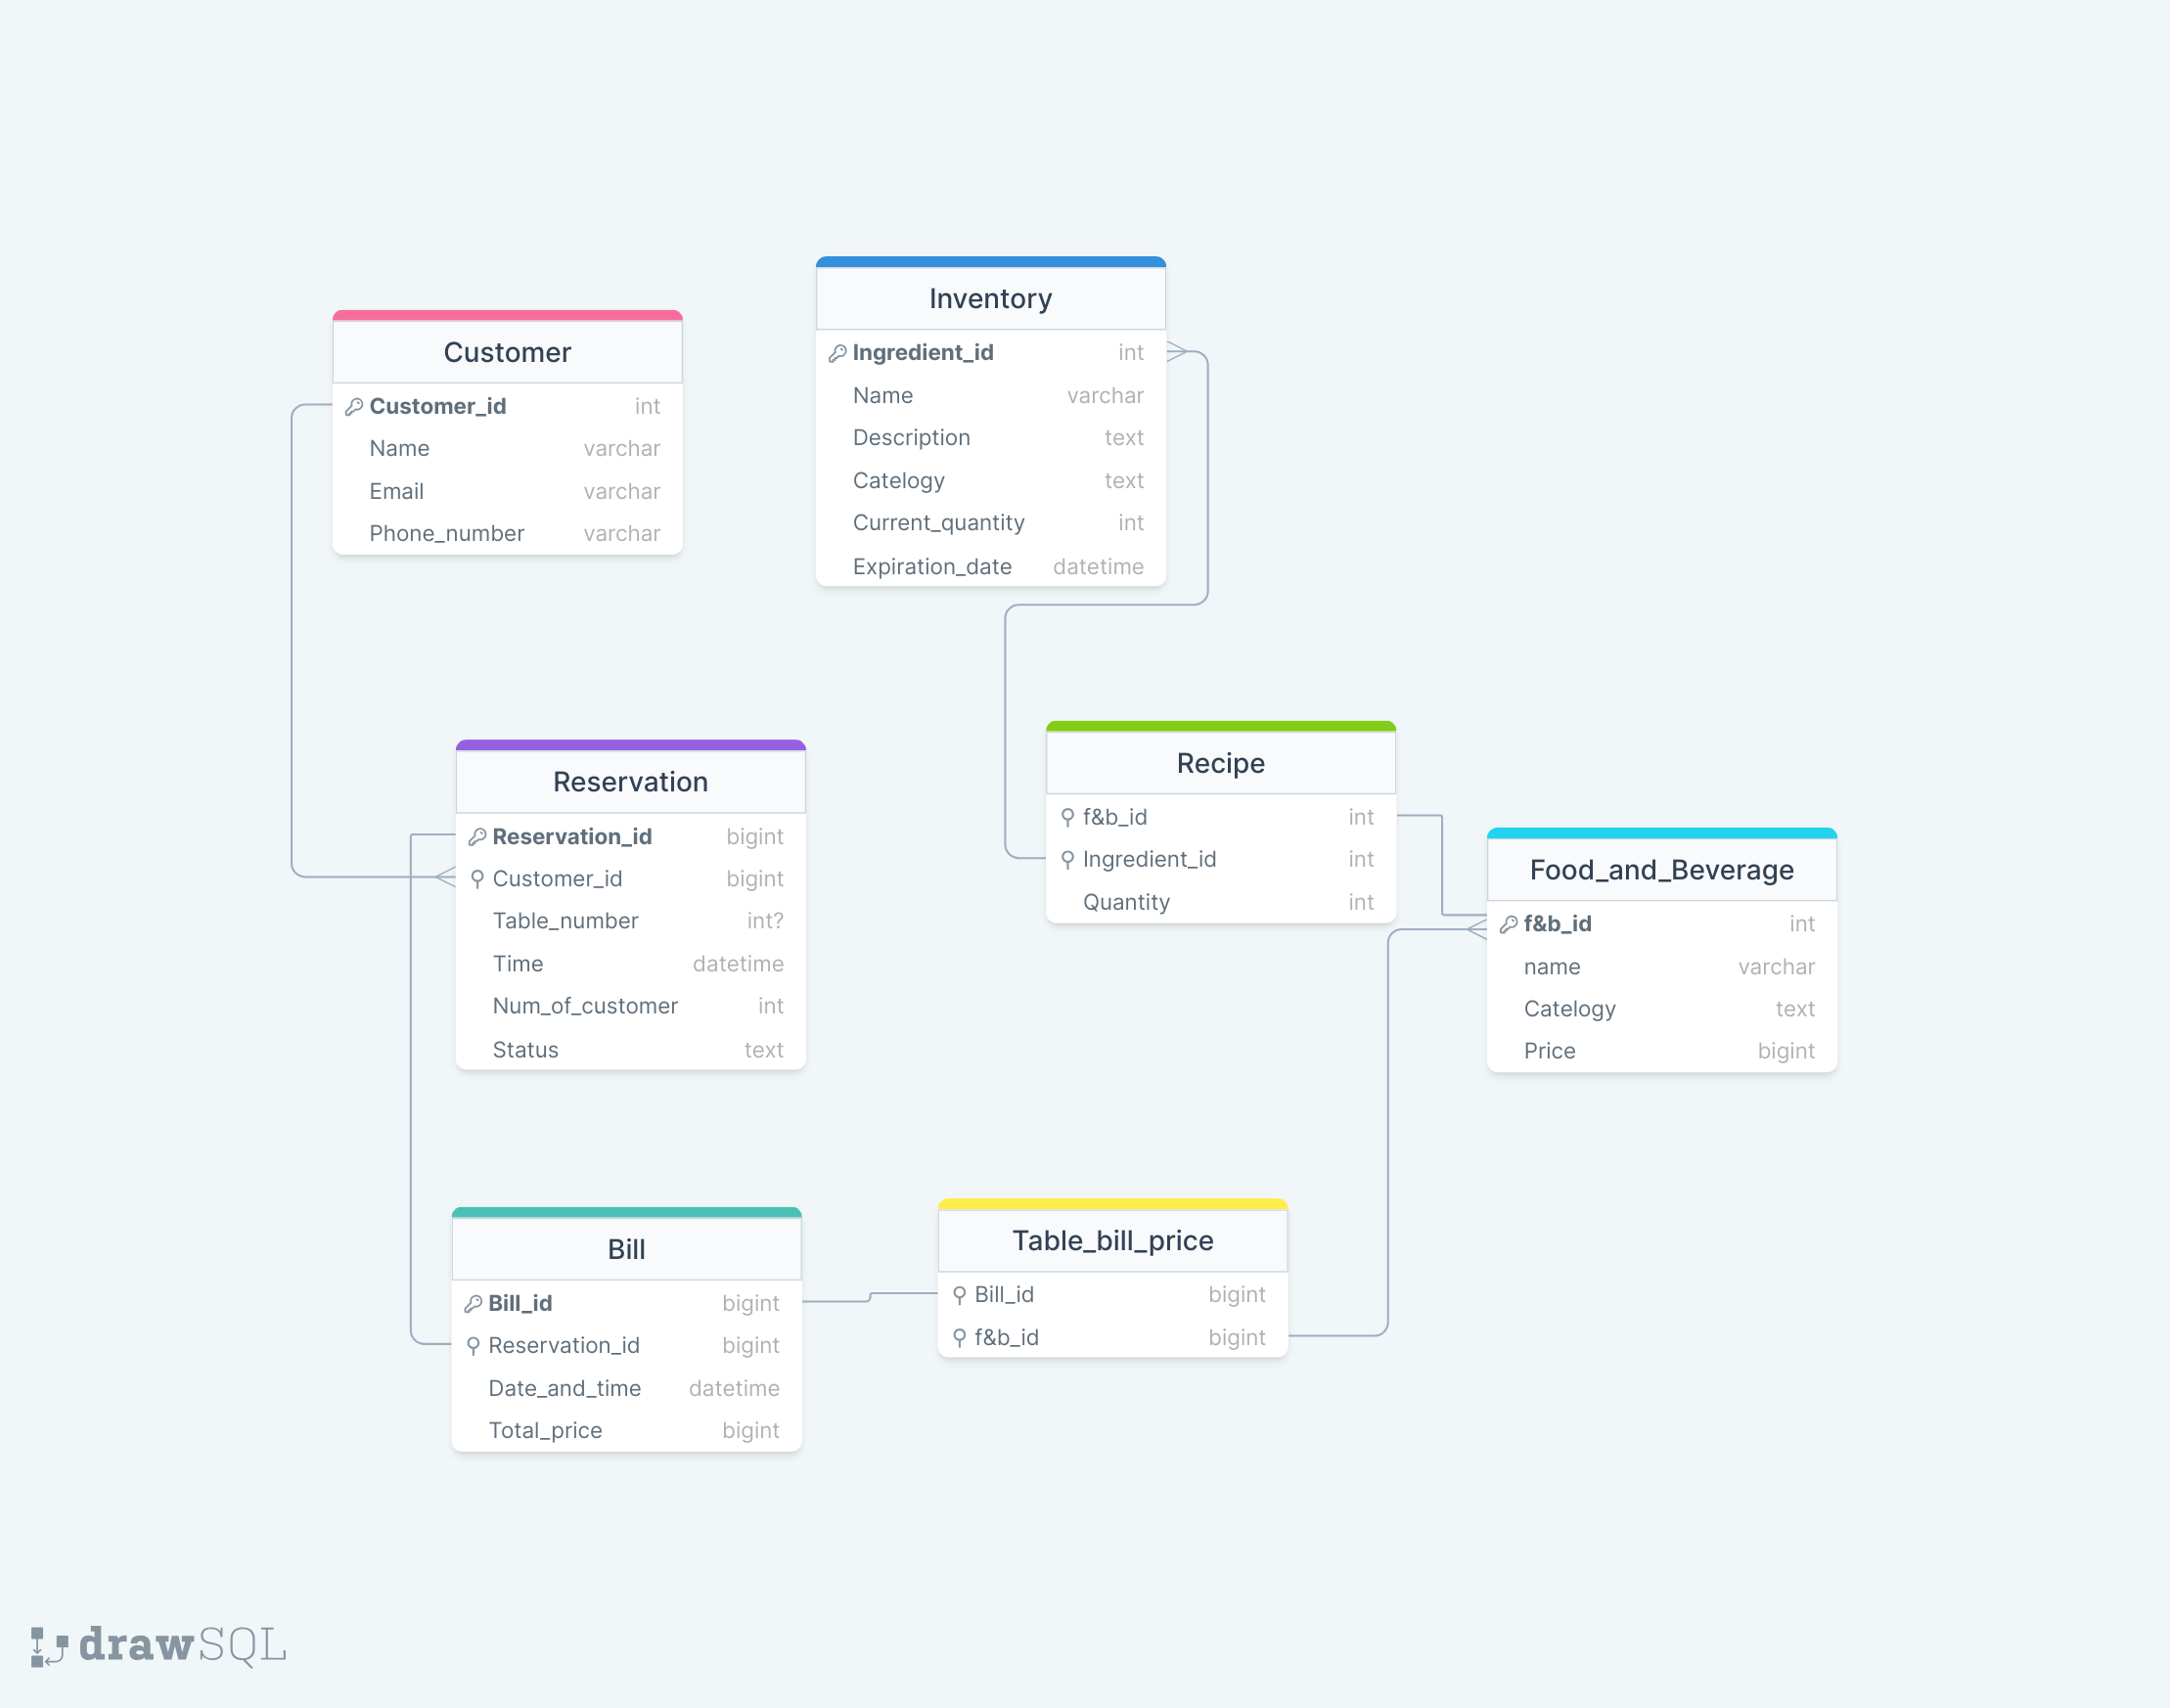 Customer
Customer_id int
Name varchar
Email varchar
Phone_number varchar
Inventory
Ingredient_id int
Name varchar
Description text
Catelogy text
Current_quantity int
Expiration_date datetime
Reservation
Reservation_id bigint
Customer_id bigint
Table_number int?
Time datetime
Num_of_customer int
Status text
Recipe
f&b_id int
Ingredient_id int
Quantity int
Food_and_Beverage
f&b_id int
name varchar
Catelogy text
Price bigint
Bill
Bill_id bigint
Reservation_id bigint
Date_and_time datetime
Total_price bigint
Table_bill_price
Bill_id bigint
f&b_id bigint
drawSQL